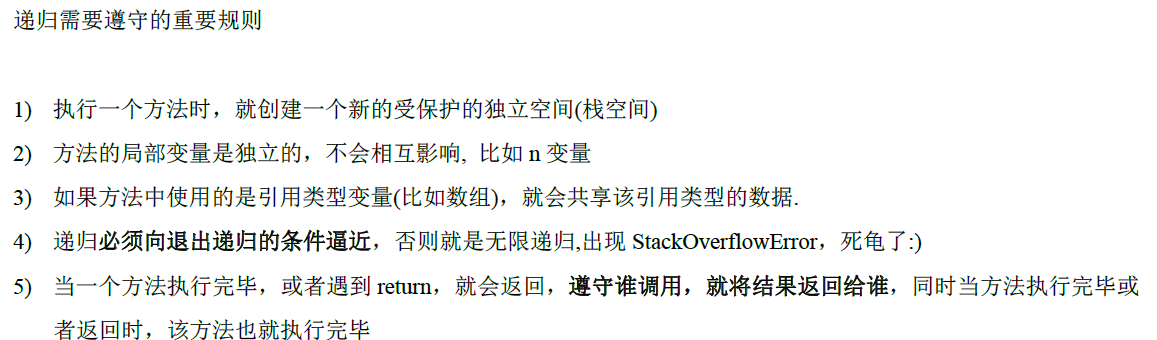 递归需要遵守的重要规则
1) 执行一个方法时，就创建一个新的受保护的独立空间(栈空间)
2) 方法的局部变量是独立的，不会相互影响, 比如 n 变量
3) 如果方法中使用的是引用类型变量(比如数组)，就会共享该引用类型的数据.
4) 递归必须向退出递归的条件逼近，否则就是无限递归,出现 StackOverflowError，死龟了:)
5) 当一个方法执行完毕，或者遇到 return，就会返回，遵守谁调用，就将结果返回给谁，同时当方法执行完毕或
者返回时，该方法也就执行完毕